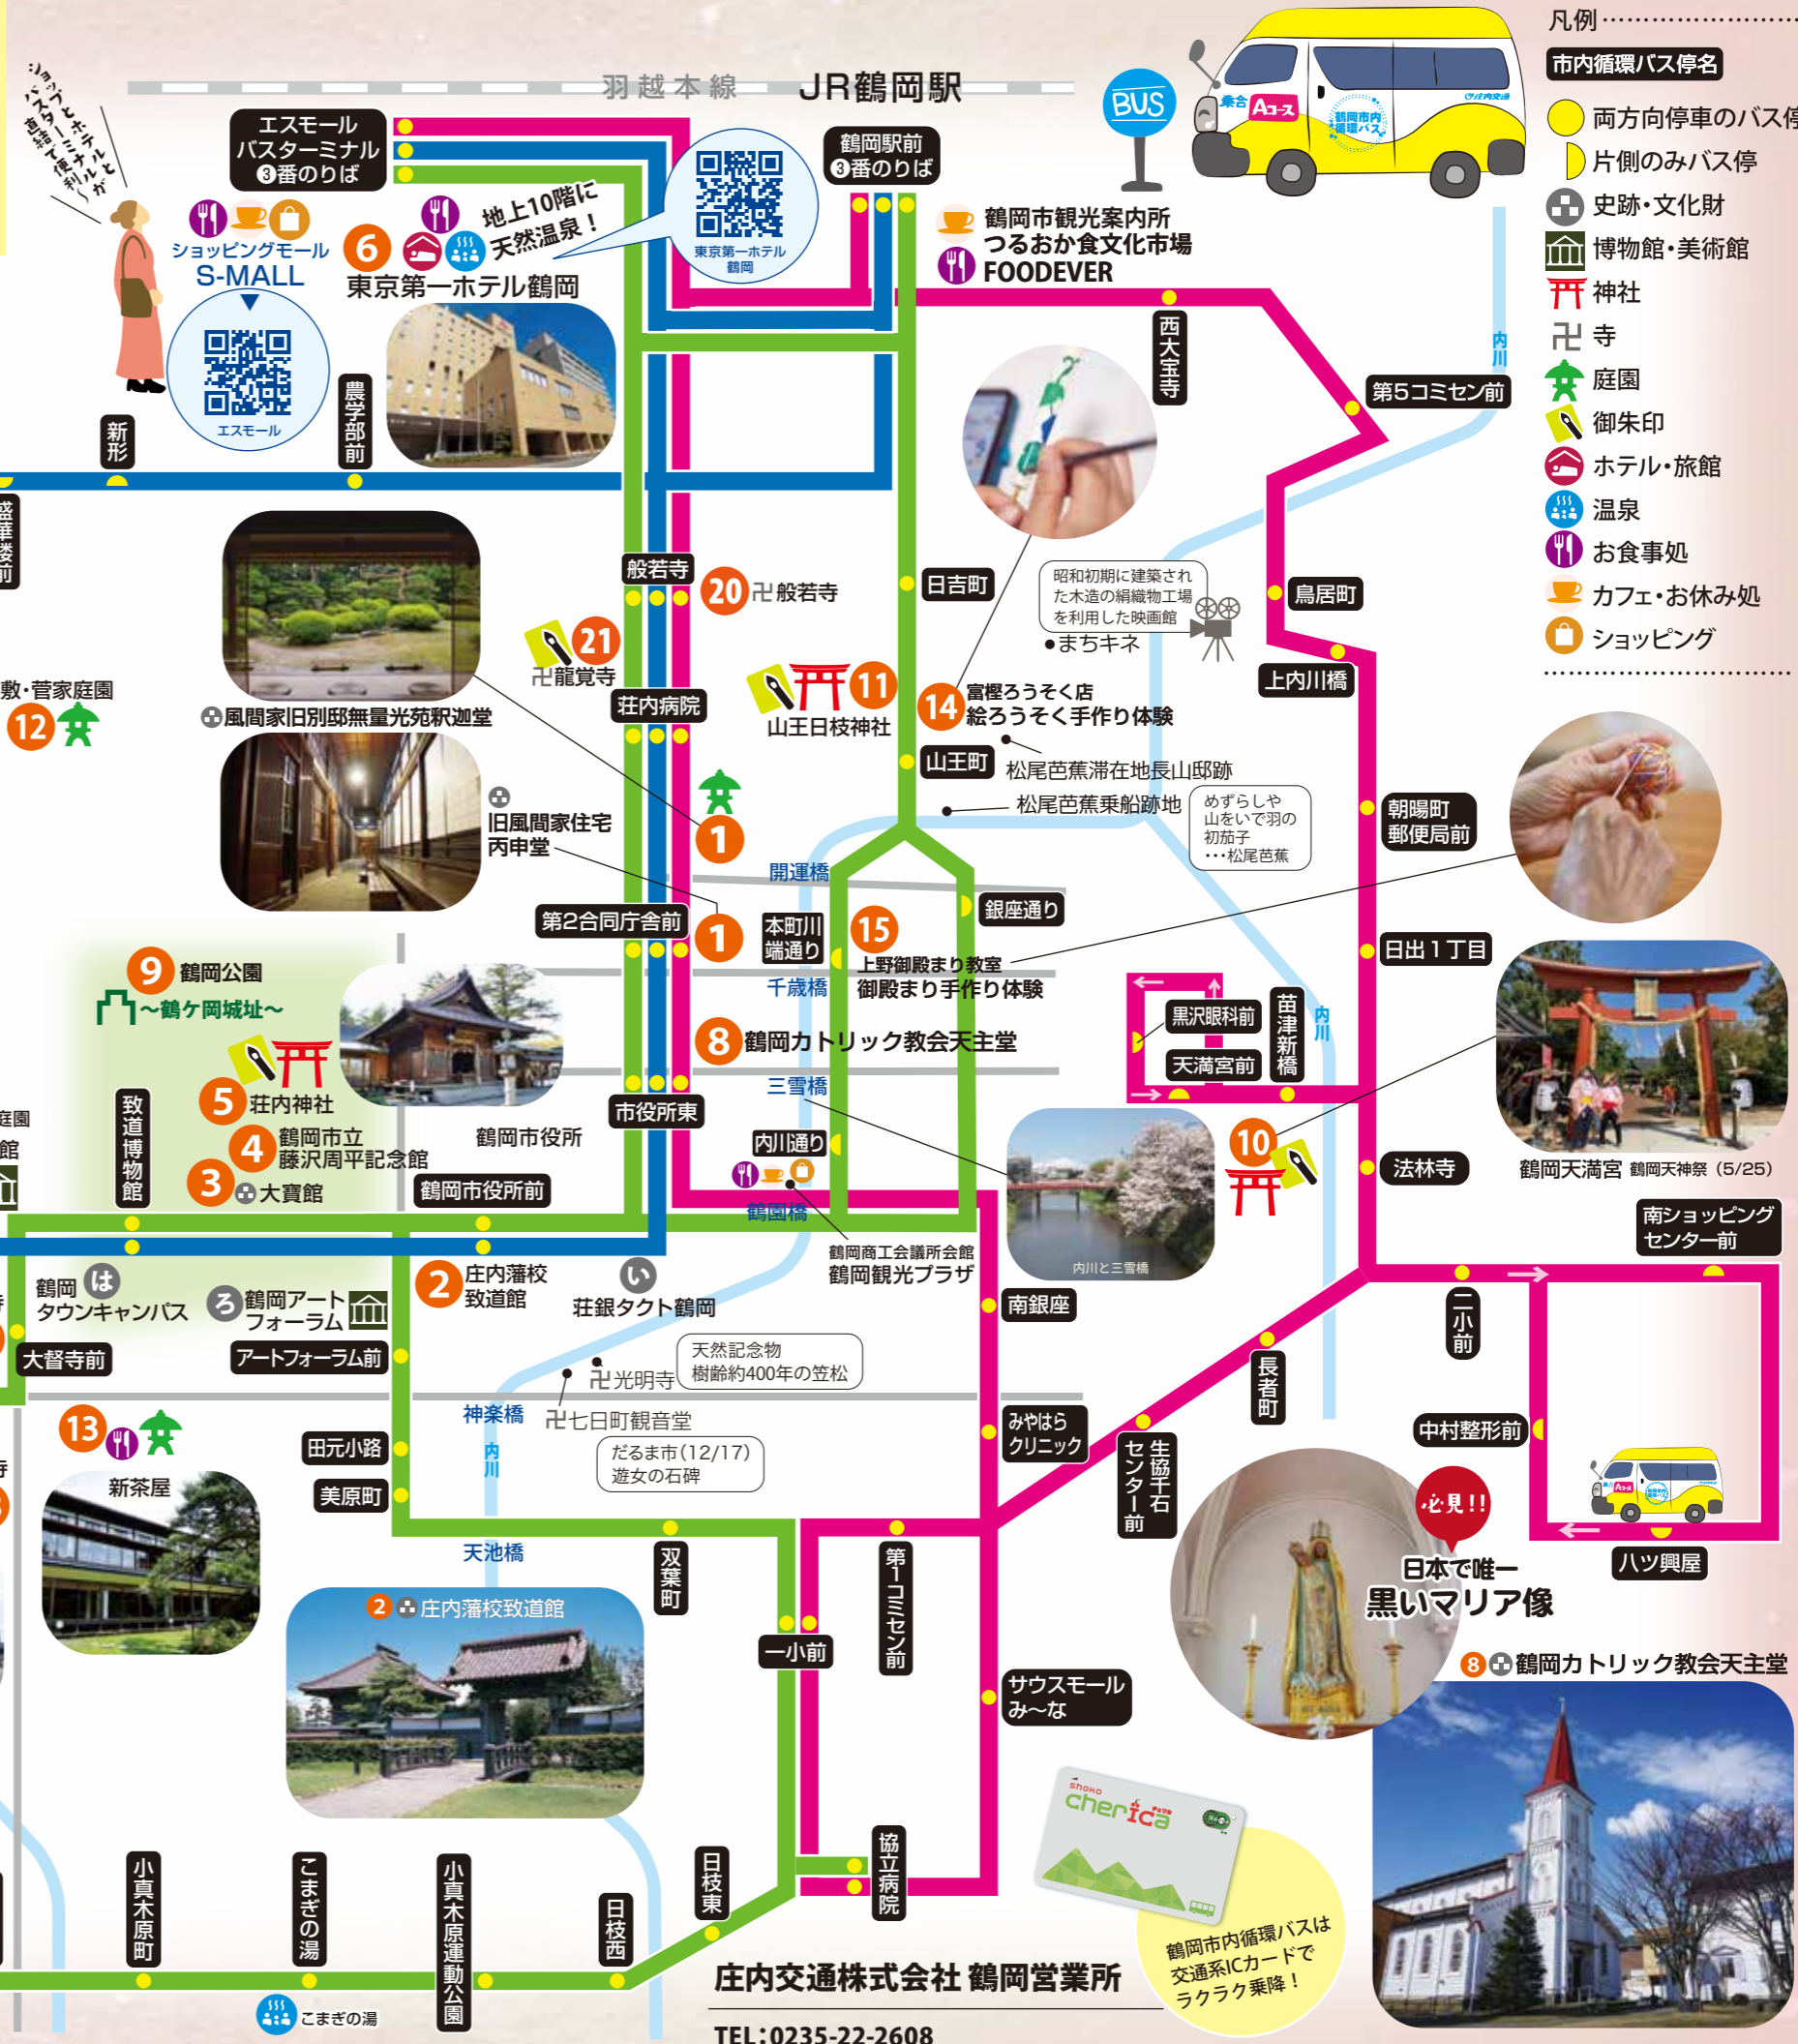 羽越本線
JR鶴岡駅
ショップとホテルと
バスターミナルが
直結で便利〜
エスモール
バスターミナル
❸番のりば
鶴岡駅前
❸番のりば
BUS
乗合
Aコース
鶴岡市内
循環バス
庄内交通
凡例
市内循環バス停名
両方向停車のバス停
片側のみバス停
史跡・文化財
博物館・美術館
神社
寺
庭園
御朱印
ホテル・旅館
温泉
お食事処
カフェ・お休み処
ショッピング
ショッピングモール
S-MALL
エスモール
6
地上10階に
天然温泉！
東京第一ホテル鶴岡
東京第一ホテル
鶴岡
鶴岡市観光案内所
つるおか食文化市場
FOODEVER
西大宝寺
第5コミセン前
内川
新形
農学部前
盛華楼前
般若寺
20
卍般若寺
日吉町
昭和初期に建築され
た木造の絹織物工場
を利用した映画館
まちキネ
鳥居町
上内川橋
21
卍龍覚寺
荘内病院
11
山王日枝神社
14
富樫ろうそく店
絵ろうそく手作り体験
山王町
松尾芭蕉滞在地長山邸跡
松尾芭蕉乗船跡地
めずらしや
山をいで羽の
初茄子
・・・松尾芭蕉
敷・菅家庭園
12
風間家旧別邸無量光苑釈迦堂
旧風間家住宅
丙申堂
1
朝陽町
郵便局前
開運橋
第2合同庁舎前
1
本町川
端通り
15
銀座通り
上野御殿まり教室
御殿まり手作り体験
千歳橋
日出1丁目
9
鶴岡公園
〜鶴ケ岡城址〜
8
鶴岡カトリック教会天主堂
黒沢眼科前
天満宮前
苗津新橋
内川
5
荘内神社
4
鶴岡市立
藤沢周平記念館
3
大寶館
致道博物館
庭園
館
市役所東
鶴岡市役所
鶴岡市役所前
三雪橋
内川通り
鶴園橋
内川と三雪橋
10
法林寺
鶴岡天満宮 鶴岡天神祭（5/25）
南ショッピング
センター前
鶴岡商工会議所会館
鶴岡観光プラザ
鶴岡
タウンキャンパス
は
ろ
鶴岡アート
フォーラム
2
庄内藩校
致道館
い
荘銀タクト鶴岡
南銀座
大督寺前
アートフォーラム前
卍光明寺
天然記念物
樹齢約400年の笠松
長者町
二小前
13
新茶屋
田元小路
美原町
神楽橋
内川
卍七日町観音堂
だるま市（12/17）
遊女の石碑
みやはら
クリニック
生協千石
センター前
中村整形前
八ツ興屋
天池橋
双葉町
第一コミセン前
一小前
必見!!
日本で唯一
黒いマリア像
2
庄内藩校致道館
サウスモール
み〜な
8
鶴岡カトリック教会天主堂
shoko
cherica
チェリカ
鶴岡市内循環バスは
交通系ICカードで
ラクラク乗降！
小真木原町
こまぎの湯
小真木原運動公園
日枝西
日枝東
協立病院
こまぎの湯
庄内交通株式会社 鶴岡営業所
TEL：0235-22-2608